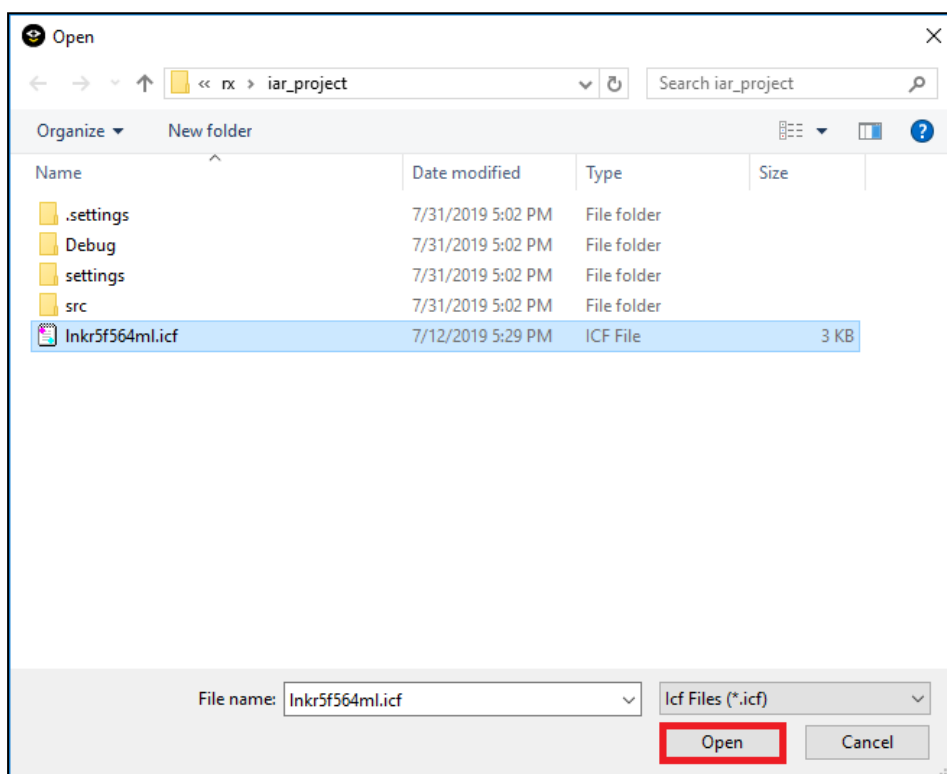 Open
« rx > iar_project
Search iar_project
Organize
New folder
Name Date modified Type Size
.settings 7/31/2019 5:02 PM File folder
Debug 7/31/2019 5:02 PM File folder
settings 7/31/2019 5:02 PM File folder
src 7/31/2019 5:02 PM File folder
lnkr5f564ml.icf 7/12/2019 5:29 PM ICF File 3 KB
File name: lnkr5f564ml.icf Icf Files (*.icf)
Open Cancel